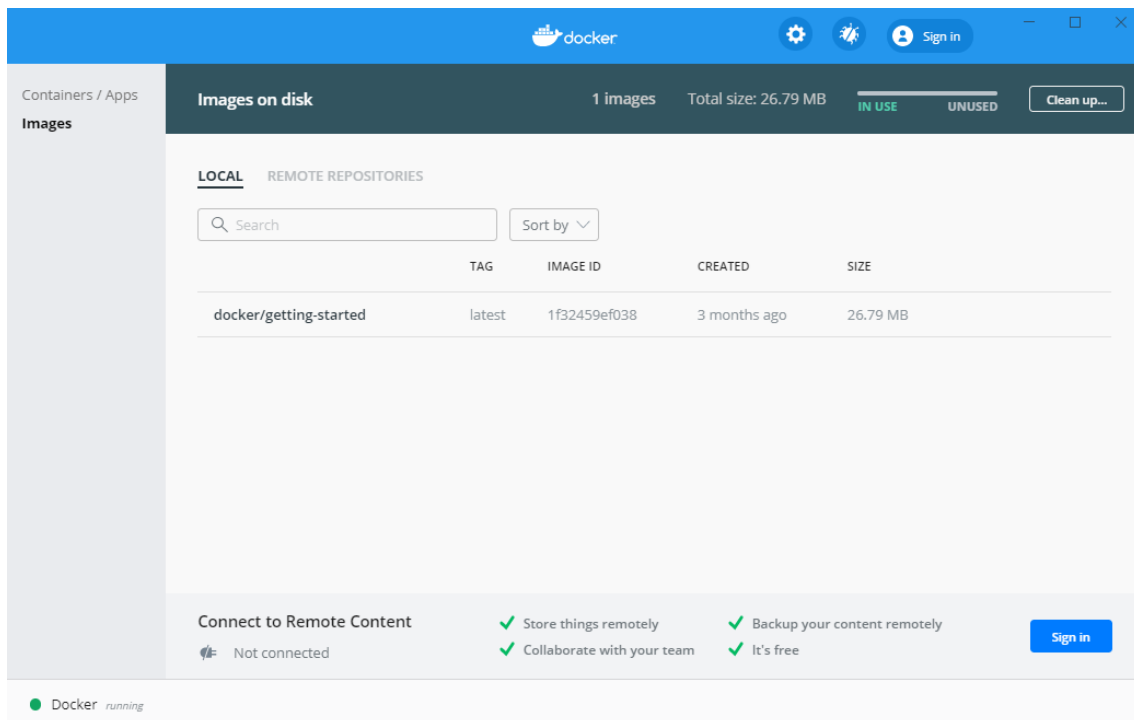 docker
Sign in
Containers / Apps
Images
Images on disk
1 images
Total size: 26.79 MB
IN USE
UNUSED
Clean up...
LOCAL
REMOTE REPOSITORIES
Search
Sort by
TAG
IMAGE ID
CREATED
SIZE
docker/getting-started
latest
1f32459ef038
3 months ago
26.79 MB
Connect to Remote Content
Not connected
Store things remotely
Backup your content remotely
Collaborate with your team
It's free
Sign in
Docker running